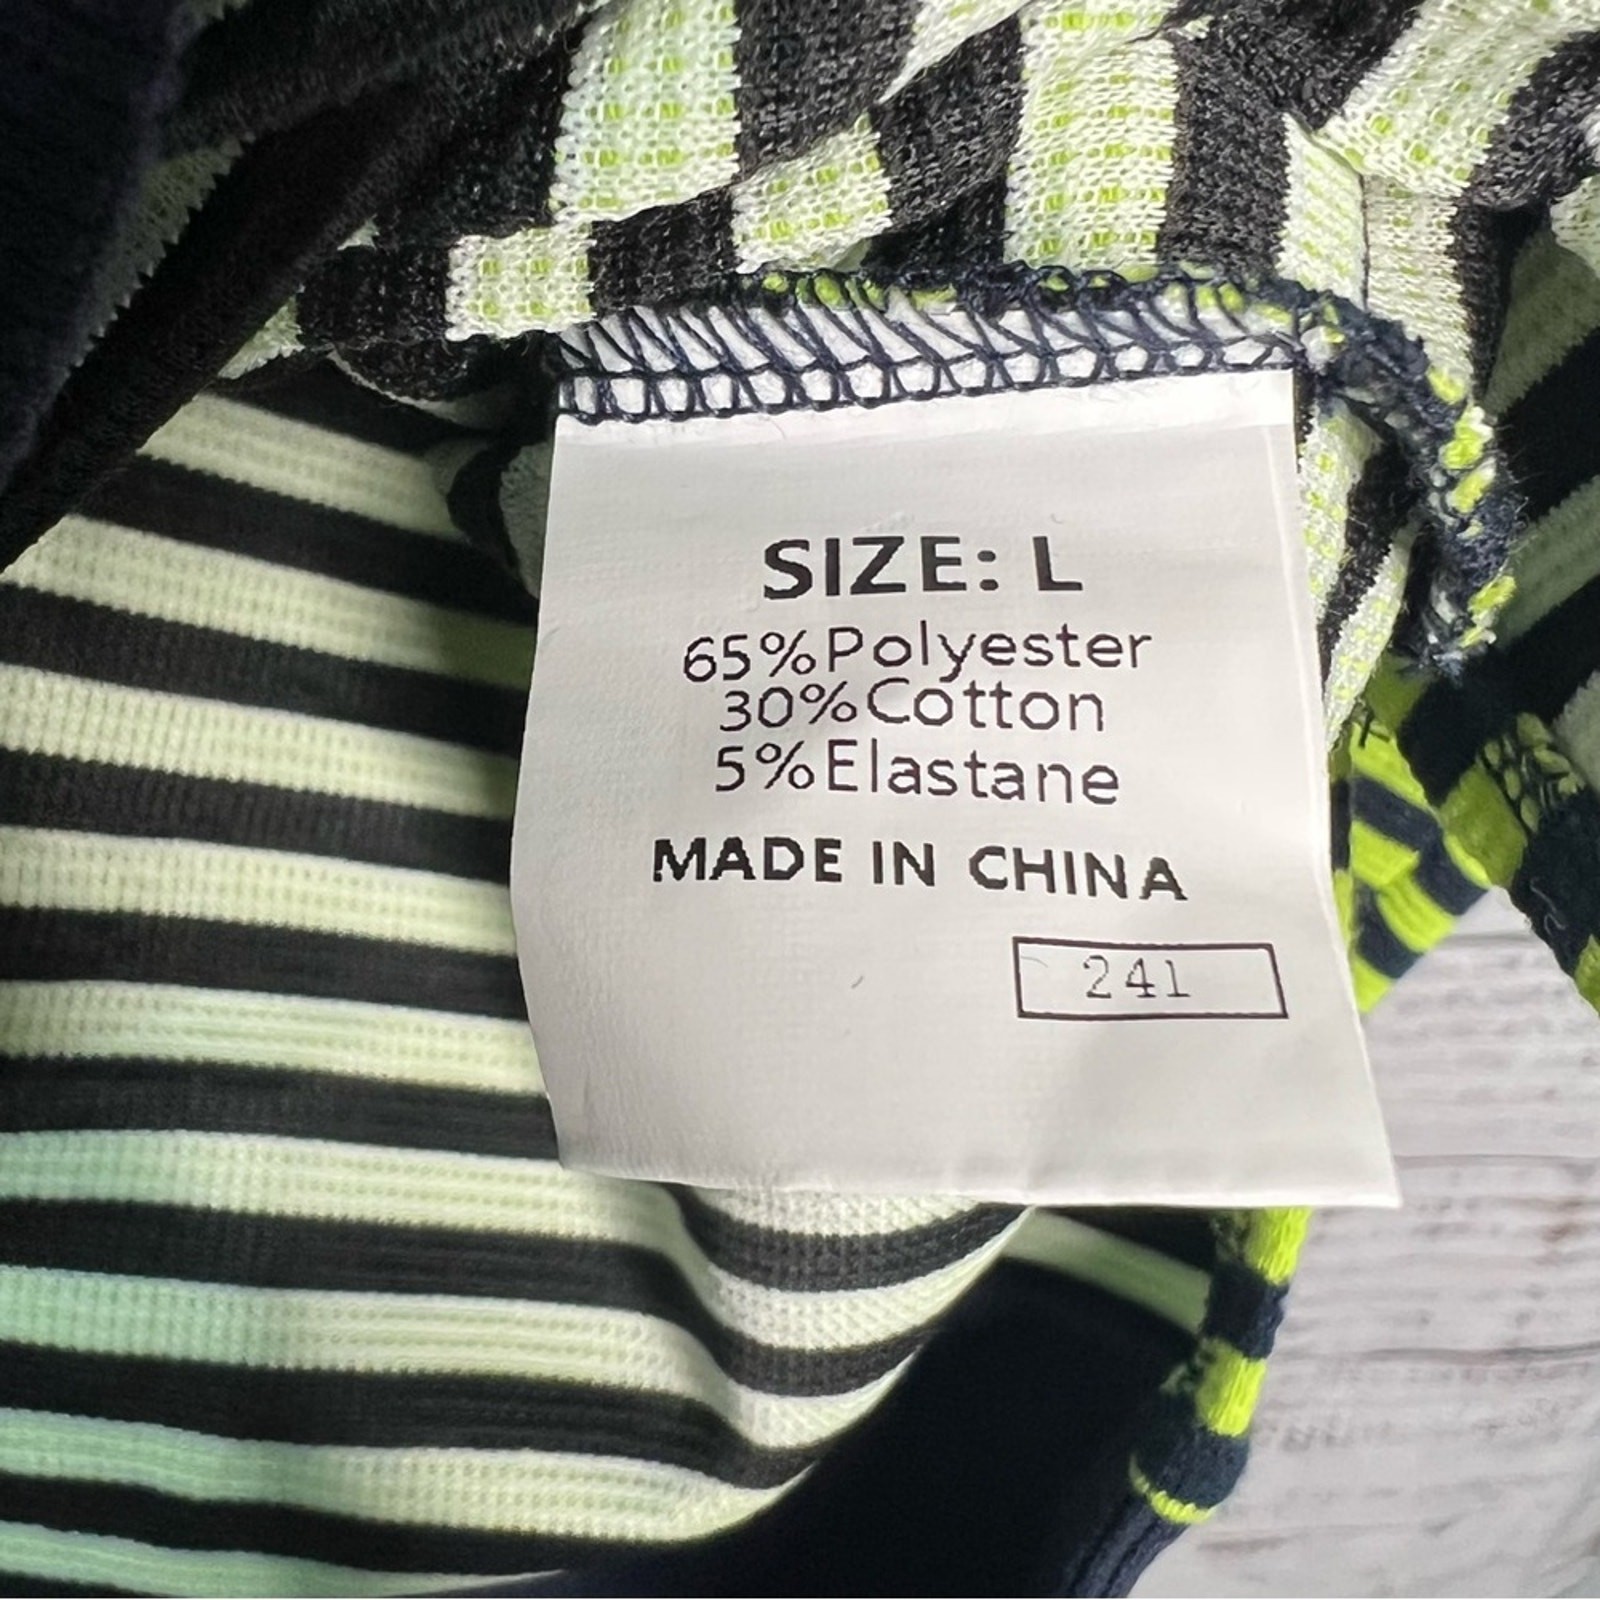 SIZE: L
65%Polyester
30%Cotton
5%Elastane
MADE IN CHINA
241